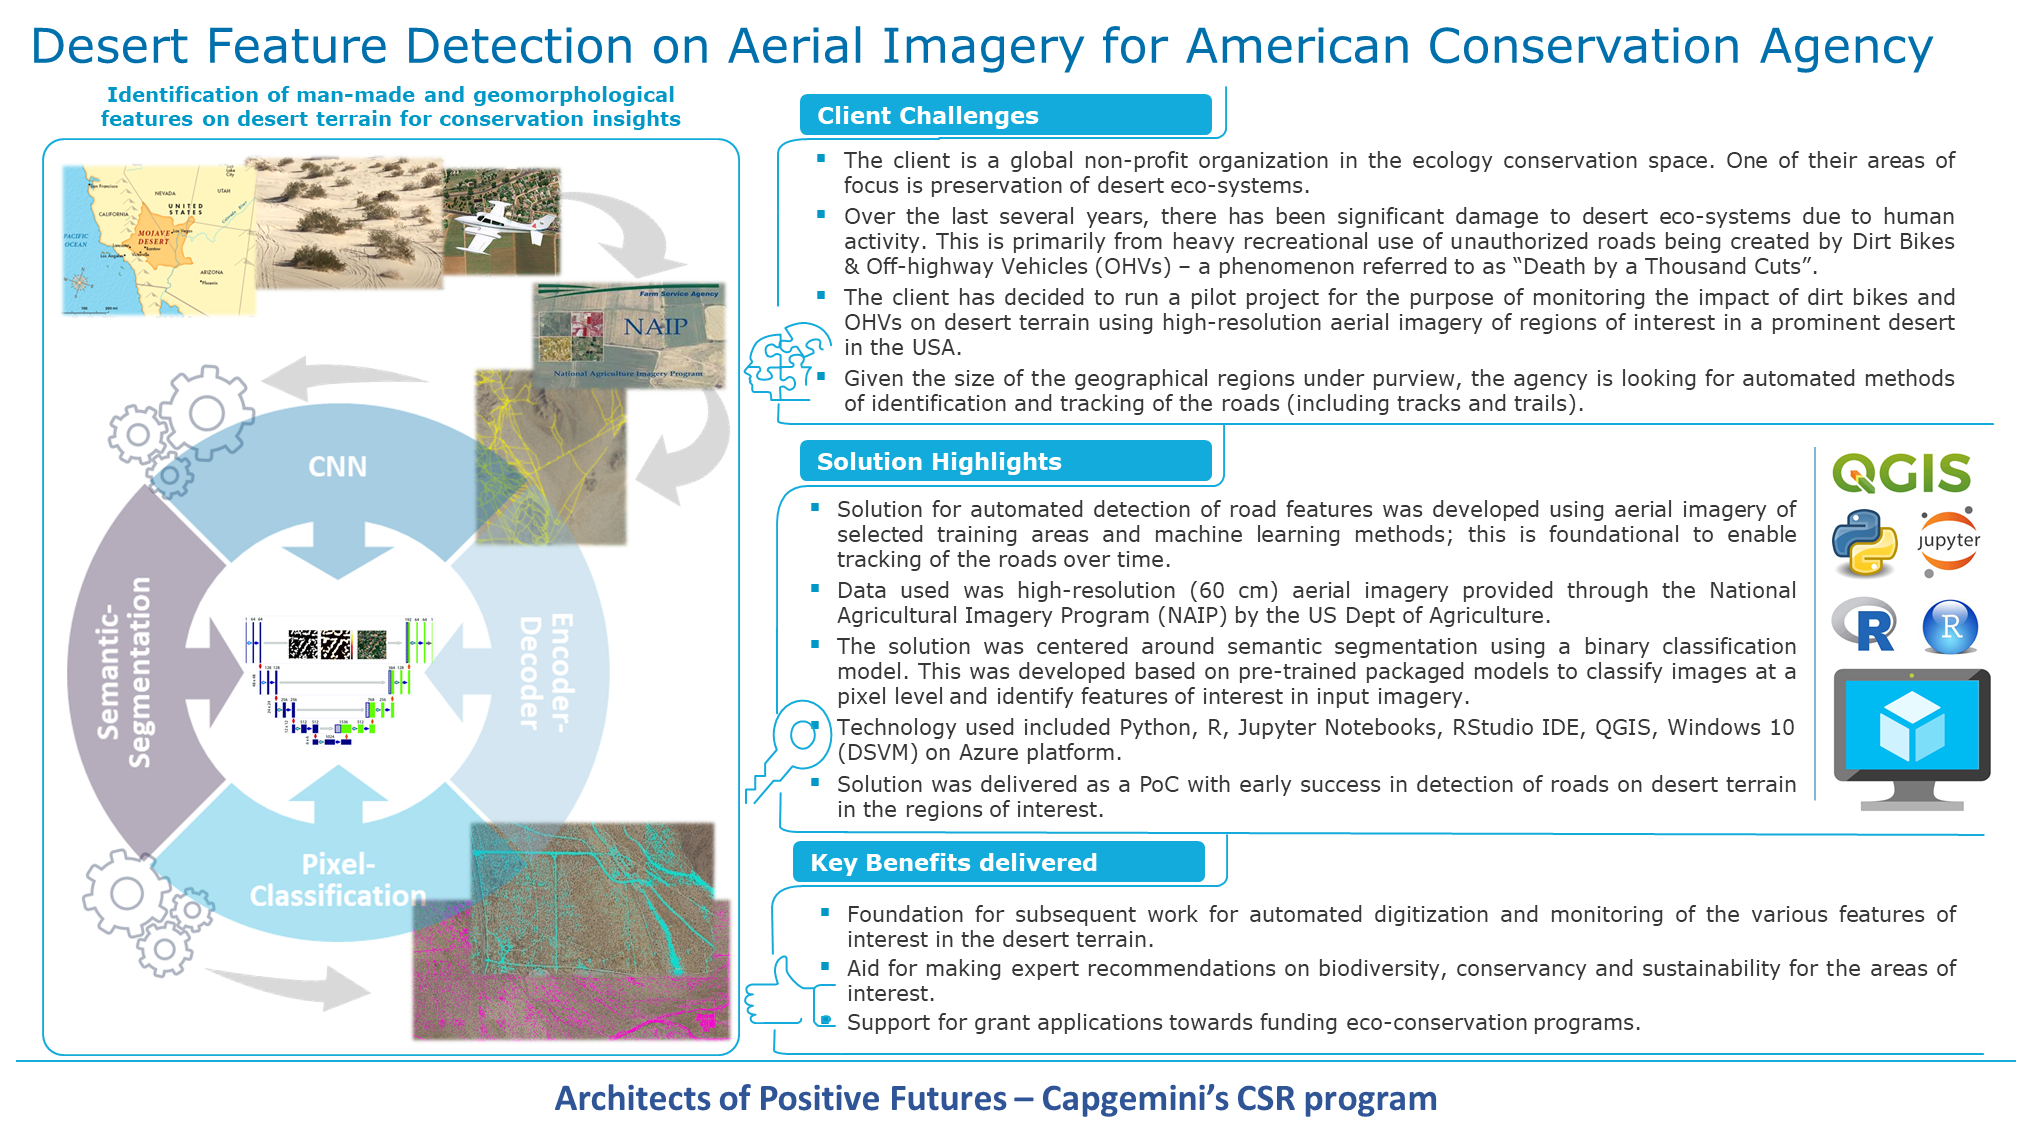 Desert Feature Detection on Aerial Imagery for American Conservation Agency
Identification of man-made and geomorphological
features on desert terrain for conservation insights
San Francisco
NEVADA
UTAH
CALIFORNIA
UNITED
STATES
PACIFIC
OCEAN
MOJAVE
DESERT
Las Vegas
Los Angeles
ARIZONA
Phoenix
Farm Service Agency
NAIP
National Agriculture Imagery Program
CNN
Semantic-
Segmentation
Encoder-
Decoder
Pixel-
Classification
Client Challenges
▪ The client is a global non-profit organization in the ecology conservation space. One of their areas of
focus is preservation of desert eco-systems.
▪ Over the last several years, there has been significant damage to desert eco-systems due to human
activity. This is primarily from heavy recreational use of unauthorized roads being created by Dirt Bikes
& Off-highway Vehicles (OHVs) – a phenomenon referred to as “Death by a Thousand Cuts”.
▪ The client has decided to run a pilot project for the purpose of monitoring the impact of dirt bikes and
OHVs on desert terrain using high-resolution aerial imagery of regions of interest in a prominent desert
in the USA.
▪ Given the size of the geographical regions under purview, the agency is looking for automated methods
of identification and tracking of the roads (including tracks and trails).
Solution Highlights
▪ Solution for automated detection of road features was developed using aerial imagery of
selected training areas and machine learning methods; this is foundational to enable
tracking of the roads over time.
▪ Data used was high-resolution (60 cm) aerial imagery provided through the National
Agricultural Imagery Program (NAIP) by the US Dept of Agriculture.
▪ The solution was centered around semantic segmentation using a binary classification
model. This was developed based on pre-trained packaged models to classify images at a
pixel level and identify features of interest in input imagery.
▪ Technology used included Python, R, Jupyter Notebooks, RStudio IDE, QGIS, Windows 10
(DSVM) on Azure platform.
▪ Solution was delivered as a PoC with early success in detection of roads on desert terrain
in the regions of interest.
QGIS
jupyter
R
R
Key Benefits delivered
▪ Foundation for subsequent work for automated digitization and monitoring of the various features of
interest in the desert terrain.
▪ Aid for making expert recommendations on biodiversity, conservancy and sustainability for the areas of
interest.
▪ Support for grant applications towards funding eco-conservation programs.
Architects of Positive Futures – Capgemini’s CSR program